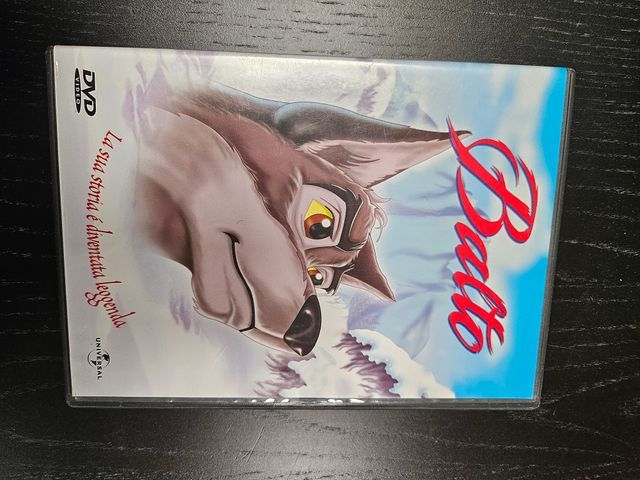 Balto
La sua storia é diventata leggenda
DVD
VIDEO
UNIVERSAL